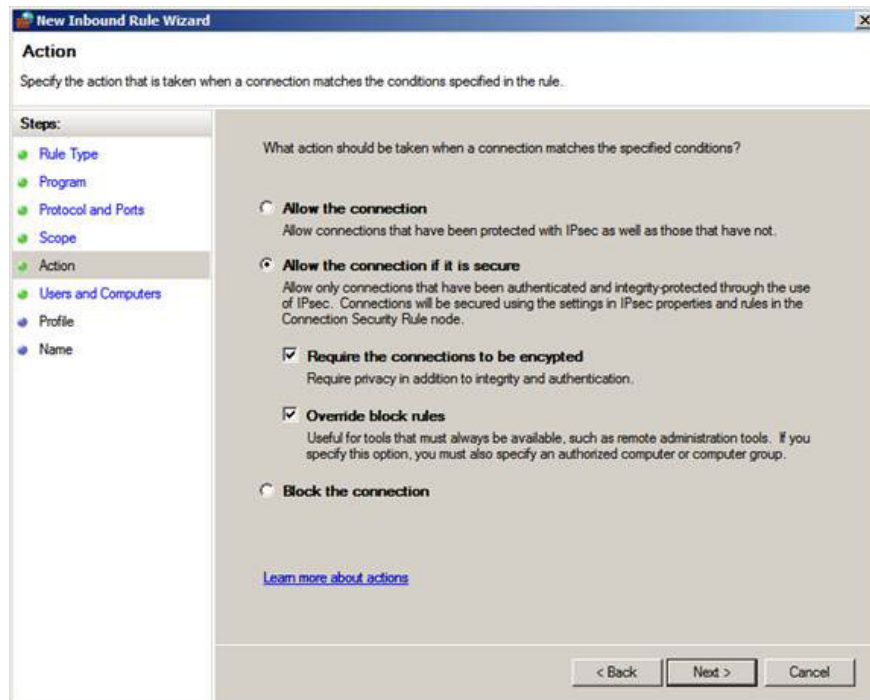 New Inbound Rule Wizard
Action
Specify the action that is taken when a connection matches the conditions specified in the rule.
Steps:
Rule Type
Program
Protocol and Ports
Scope
Action
Users and Computers
Profile
Name
What action should be taken when a connection matches the specified conditions?
Allow the connection
Allow connections that have been protected with IPsec as well as those that have not.
Allow the connection if it is secure
Allow only connections that have been authenticated and integrity-protected through the use
of IPsec. Connections will be secured using the settings in IPsec properties and rules in the
Connection Security Rule node.
Require the connections to be encrypted
Require privacy in addition to integrity and authentication.
Override block rules
Useful for tools that must always be available, such as remote administration tools. If you
specify this option, you must also specify an authorized computer or computer group.
Block the connection
Learn more about actions
< Back
Next >
Cancel